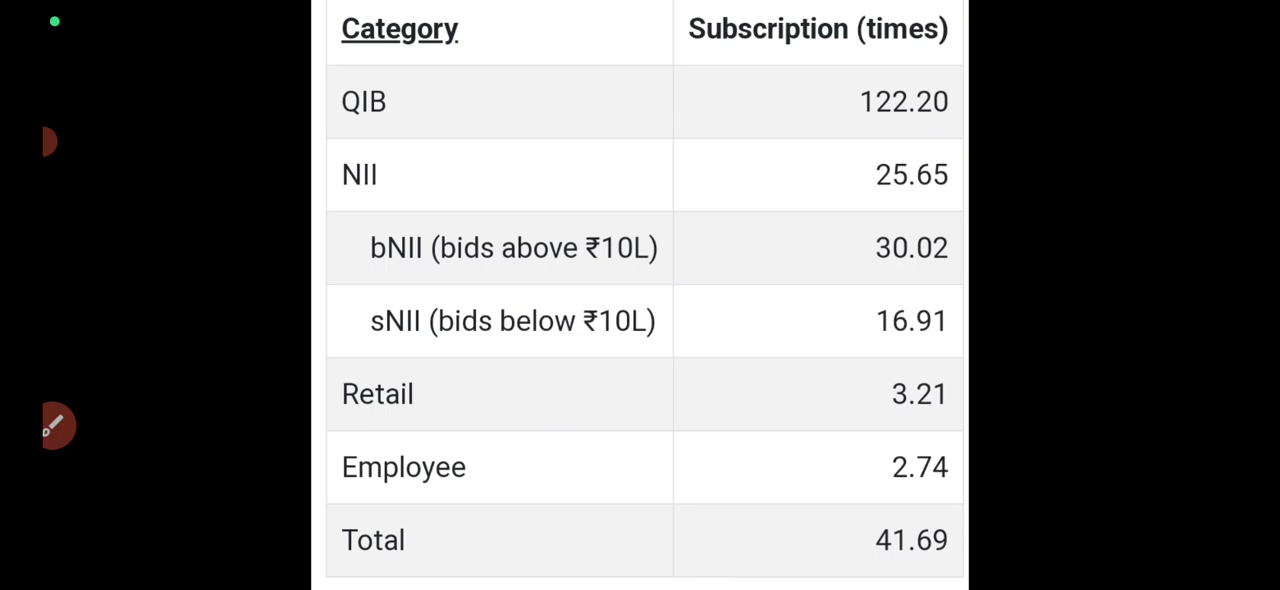 Category Subscription (times)
QIB 122.20
NII 25.65
bNII (bids above ₹10L) 30.02
sNII (bids below ₹10L) 16.91
Retail 3.21
Employee 2.74
Total 41.69